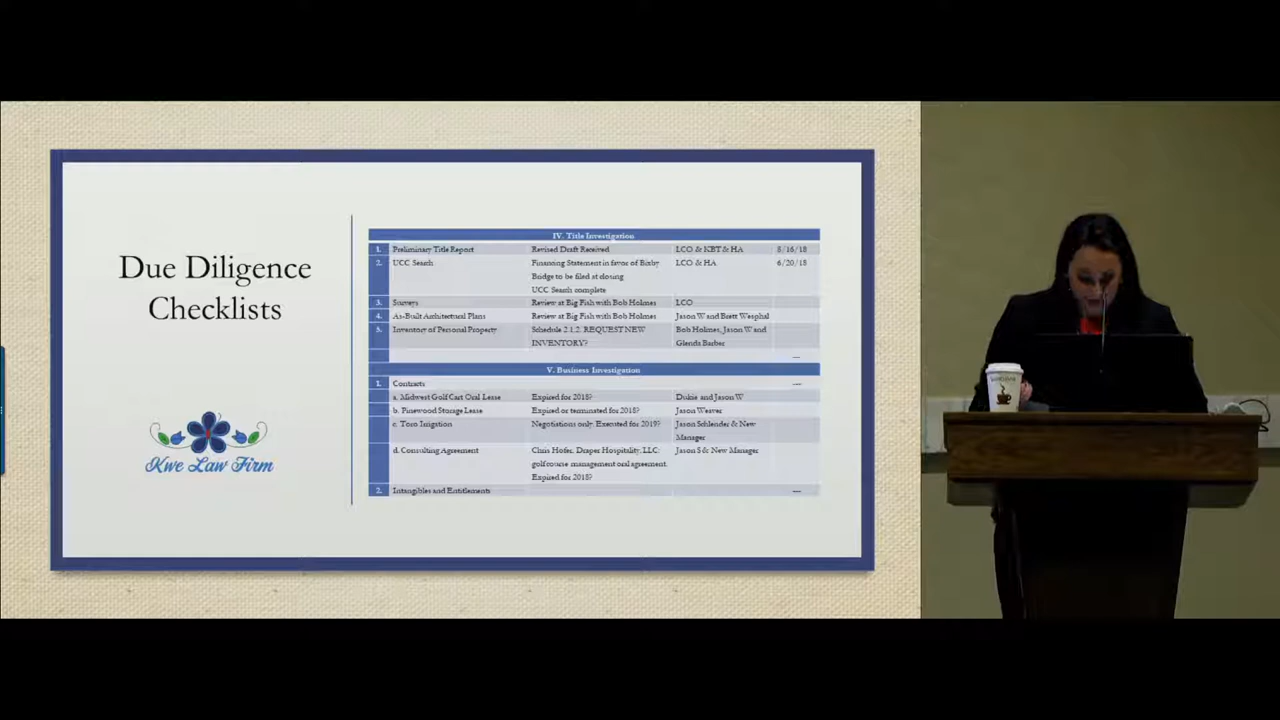 Due Diligence
Checklists
Kwe Law Firm
IV. Title Investigation
1. Preliminary Title Report Revised Draft Received LCO & KBT & HA 8/16/18
2. UCC Search Financing Statement in favor of Bixby LCO & HA 6/20/18
Bridge to be filed at closing
UCC Search complete
3. Surveys Review at Big Fish with Bob Holmes LCO
4. As-Built Architectural Plans Review at Big Fish with Bob Holmes Jason W and Brett Wesphal
5. Inventory of Personal Property Schedule 2.1.2. REQUEST NEW Bob Holmes, Jason W and
INVENTORY? Glenda Barber
---
V. Business Investigation
1. Contracts ---
a. Midwest Golf Cart Oral Lease Expired for 2018? and Jason W
b. Pinewood Storage Lease Expired or terminated for 2018? Jason Weaver
c. Toro Irrigation Negotiations only. Executed for 2019? Jason Schlender & New
Manager
d. Consulting Agreement Chris Hofer, Draper Hospitality, LLC; Jason S & New Manager
golf course management oral agreement.
Expired for 2018?
2. Intangibles and Entitlements ---